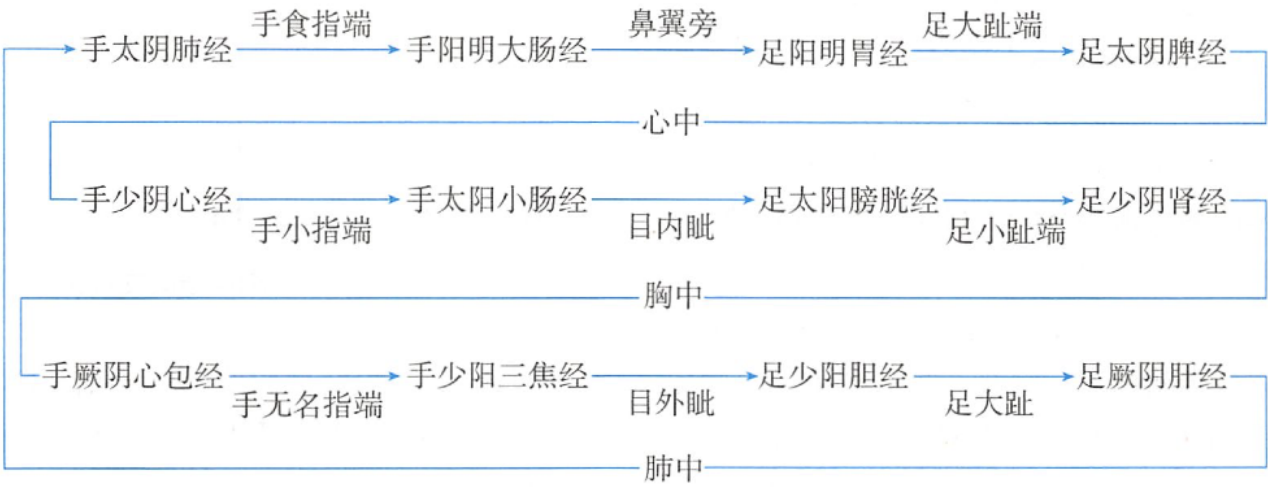 手食指端 鼻翼旁 足大趾端
手太阴肺经 手阳明大肠经 足阳明胃经 足太阴脾经
心中
手少阴心经 手太阳小肠经 足太阳膀胱经 足少阴肾经
手小指端 目内眦 足小趾端
胸中
手厥阴心包经 手少阳三焦经 足少阳胆经 足厥阴肝经
手无名指端 目外眦 足大趾
肺中